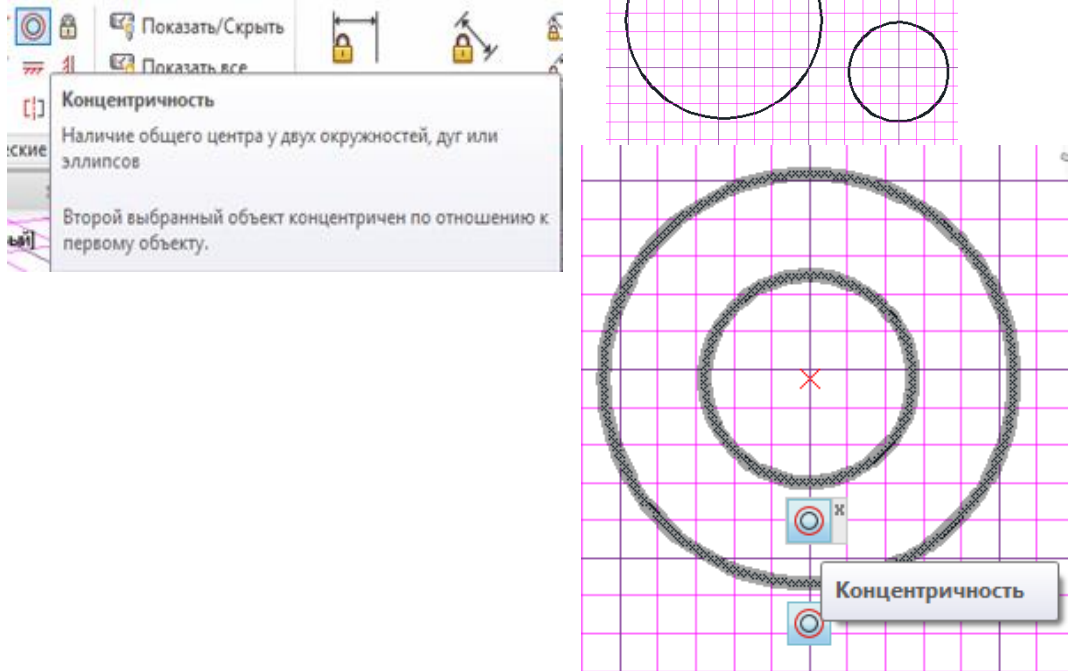 Показать/Скрыть
Показать все
Концентричность
Наличие общего центра у двух окружностей, дуг или
эллипсов
Второй выбранный объект концентричен по отношению к
первому объекту.
Концентричность